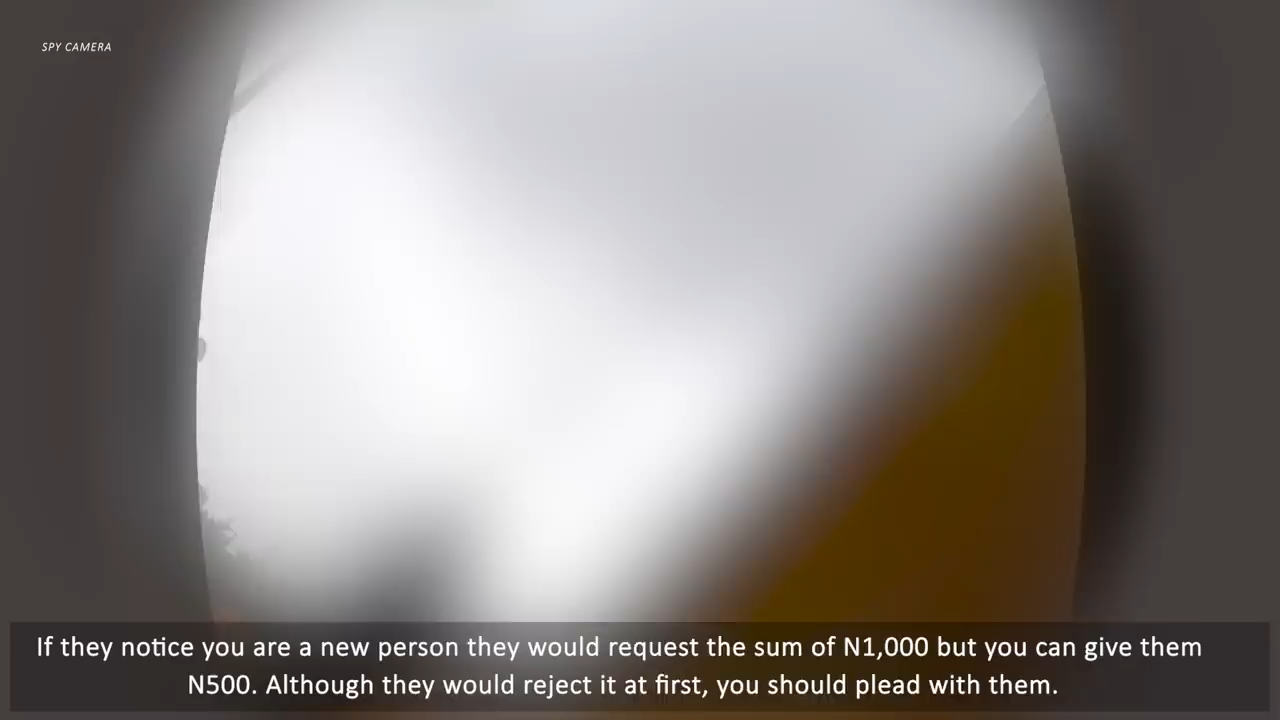 SPY CAMERA
If they notice you are a new person they would request the sum of N1,000 but you can give them
N500. Although they would reject it at first, you should plead with them.